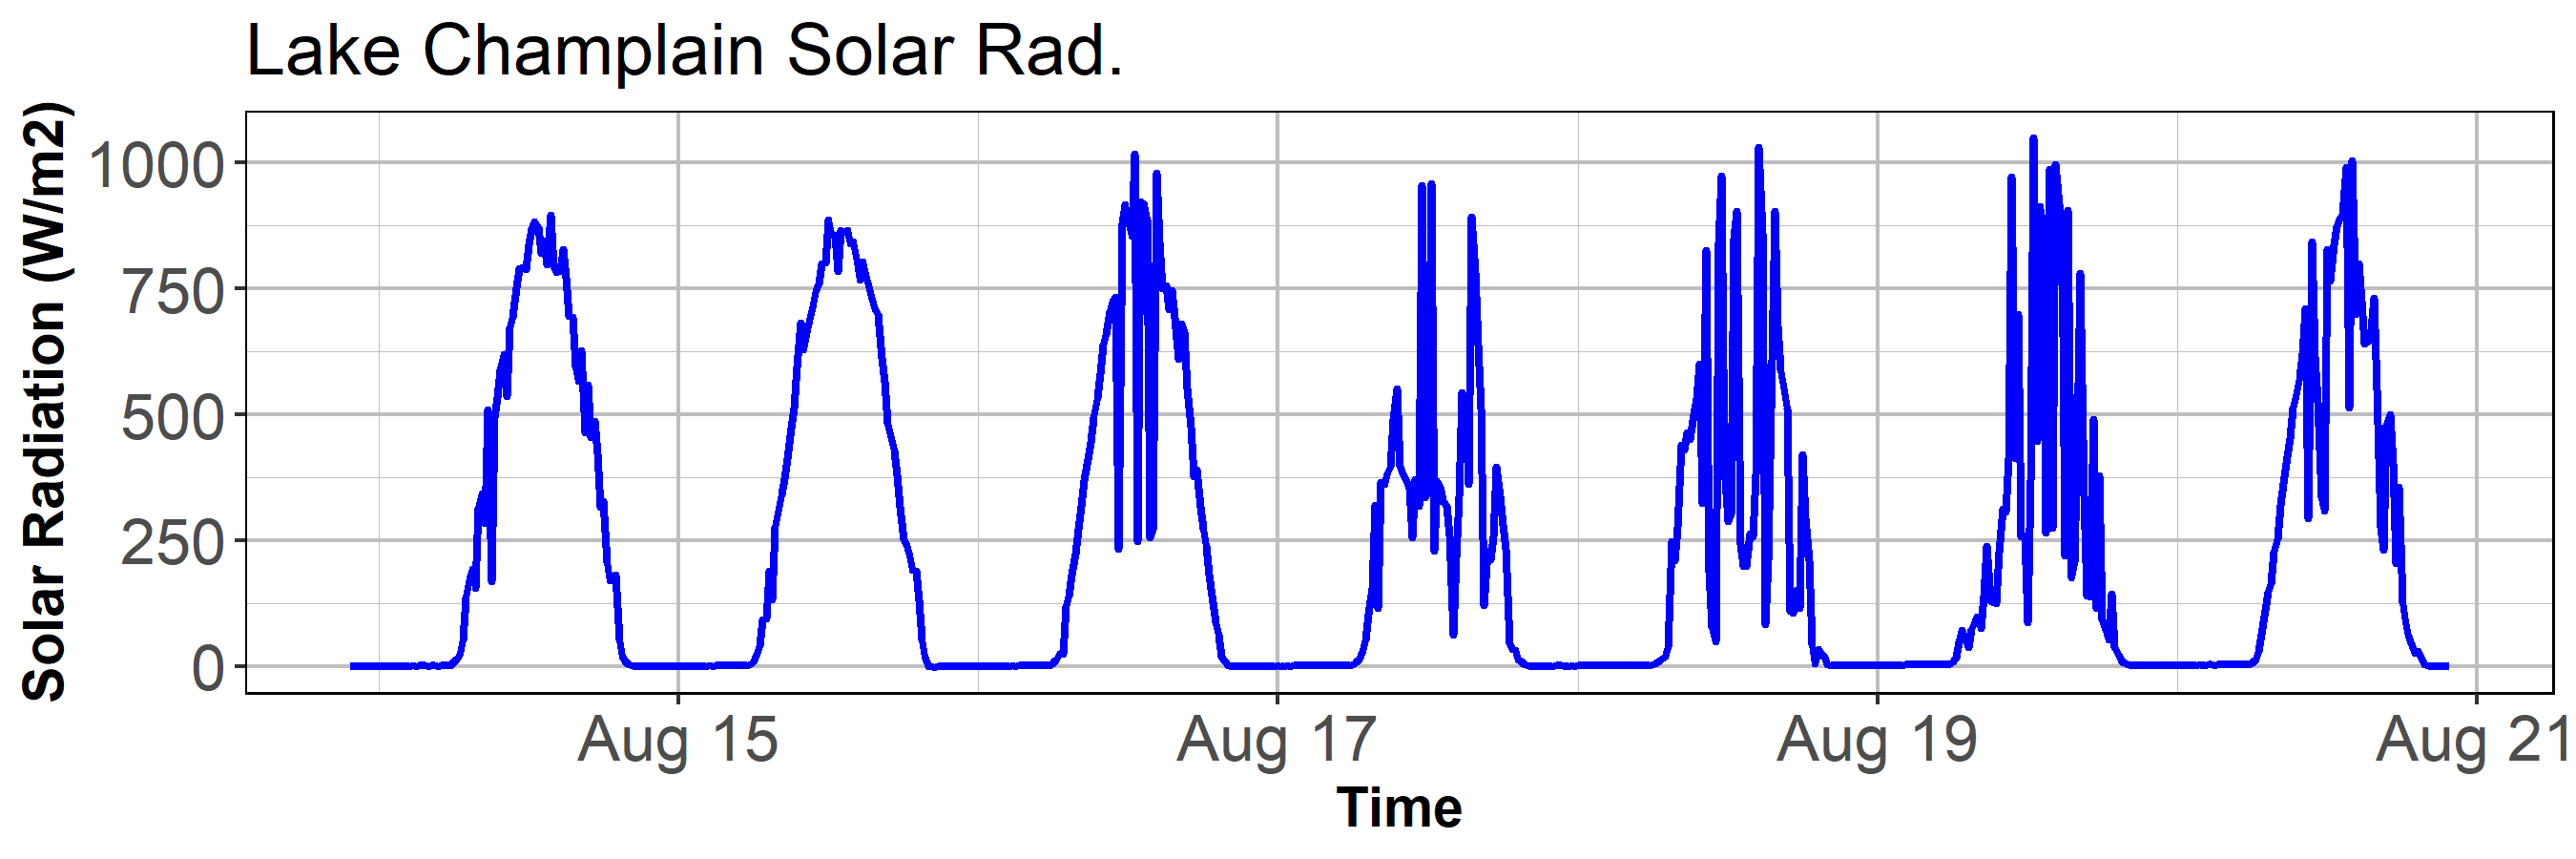 Lake Champlain Solar Rad.
Solar Radiation (W/m2)
1000
750
500
250
0
Aug 15 Aug 17 Aug 19 Aug 21
Time